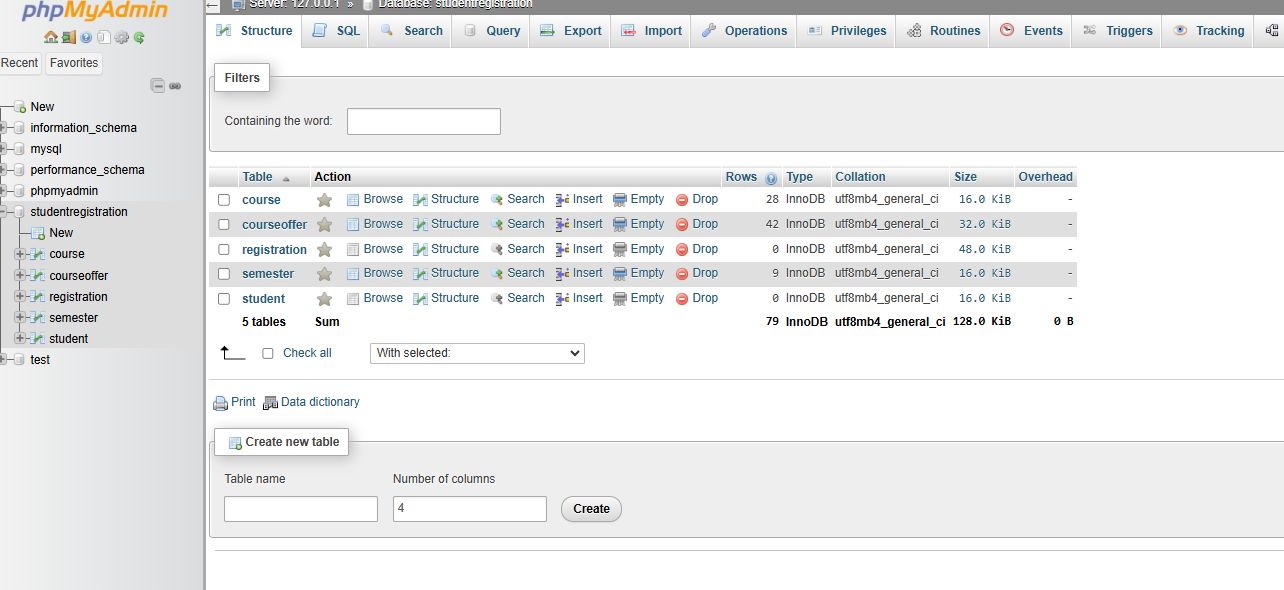 phpMyAdmin
Server: 127.0.0.1 » Database: studentregistration
Structure SQL Search Query Export Import Operations Privileges Routines Events Triggers Tracking
Recent Favorites
New
information_schema
mysql
performance_schema
phpmyadmin
studentregistration
New
course
courseoffer
registration
semester
student
test
Filters
Containing the word:
Table Action Rows Type Collation Size Overhead
course Browse Structure Search Insert Empty Drop 28 InnoDB utf8mb4_general_ci 16.0 KiB -
courseoffer Browse Structure Search Insert Empty Drop 42 InnoDB utf8mb4_general_ci 32.0 KiB -
registration Browse Structure Search Insert Empty Drop 0 InnoDB utf8mb4_general_ci 48.0 KiB -
semester Browse Structure Search Insert Empty Drop 9 InnoDB utf8mb4_general_ci 16.0 KiB -
student Browse Structure Search Insert Empty Drop 0 InnoDB utf8mb4_general_ci 16.0 KiB -
5 tables Sum 79 InnoDB utf8mb4_general_ci 128.0 KiB 0 B
Check all With selected:
Print Data dictionary
Create new table
Table name Number of columns
4 Create